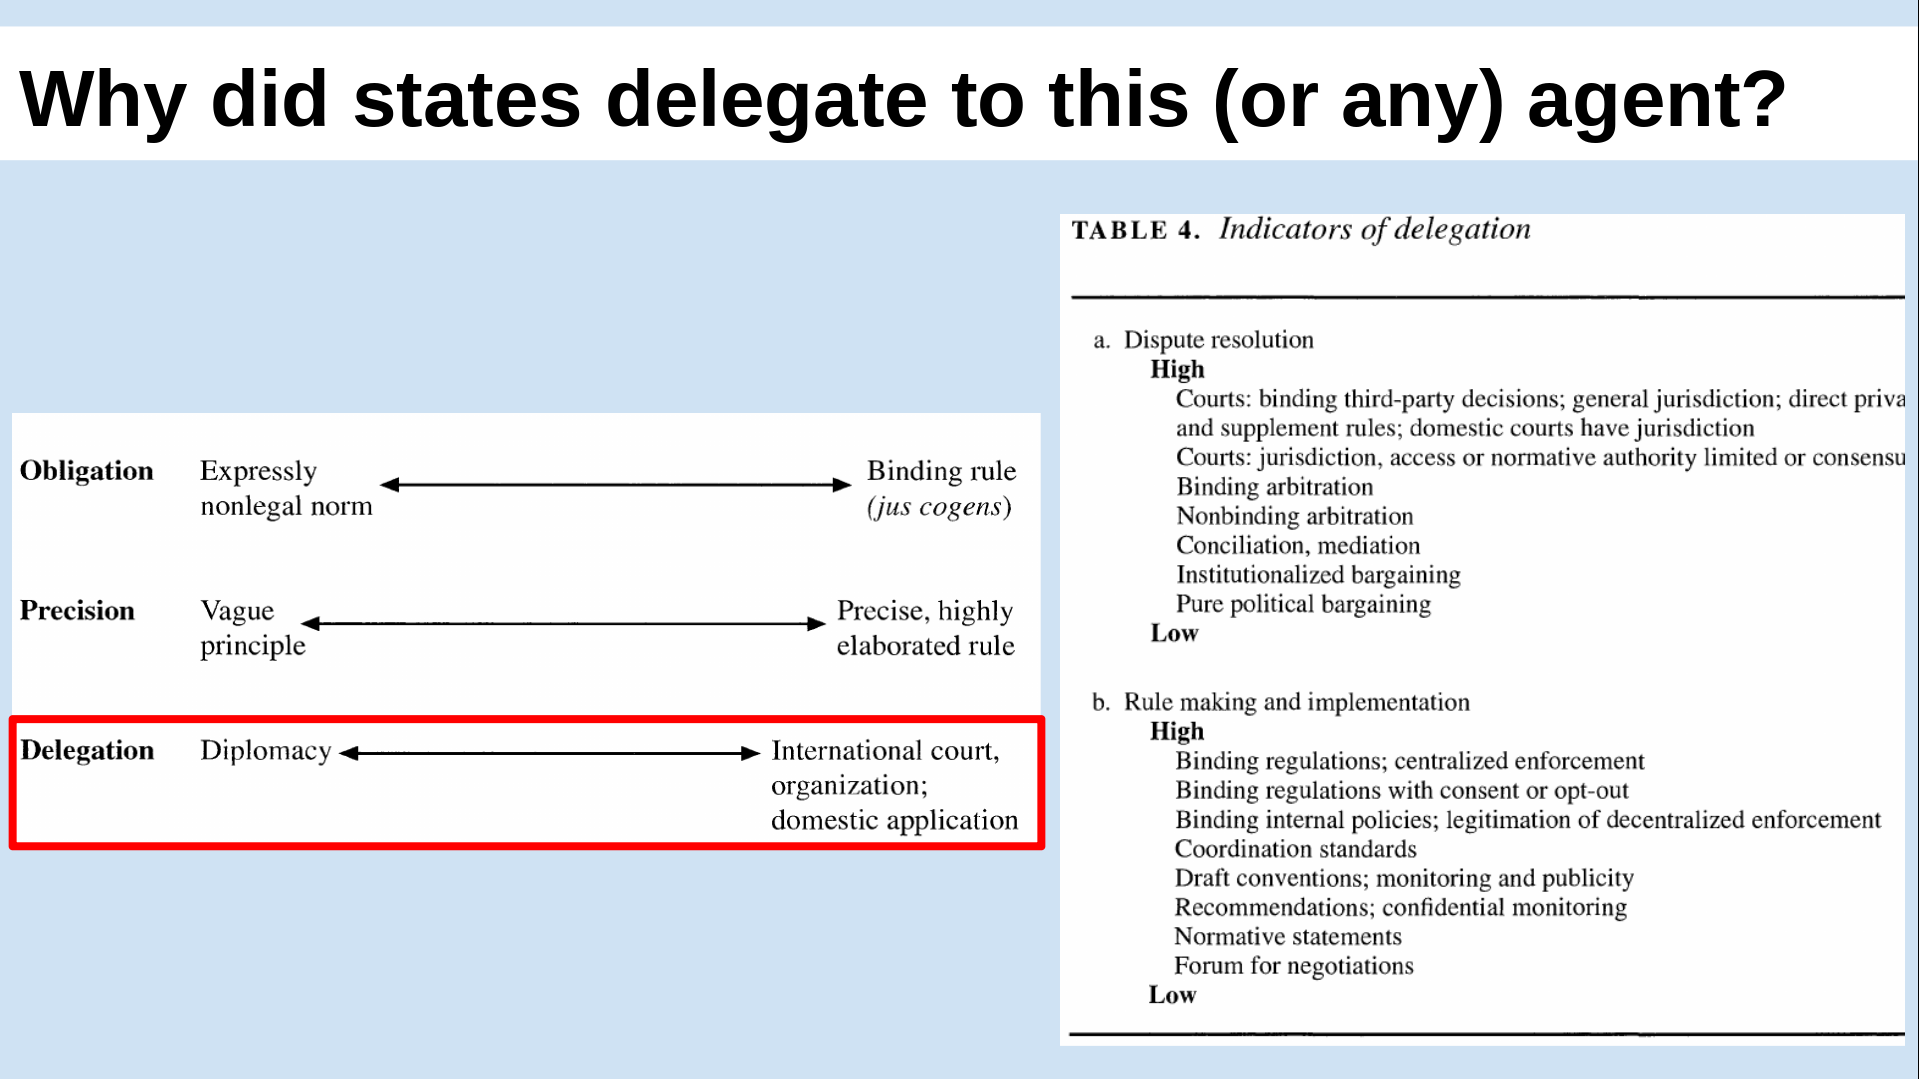 Why did states delegate to this (or any) agent?
Obligation Expressly nonlegal norm Binding rule (jus cogens)
Precision Vague principle Precise, highly elaborated rule
Delegation Diplomacy International court, organization; domestic application
TABLE 4. Indicators of delegation
a. Dispute resolution
High
Courts: binding third-party decisions; general jurisdiction; direct
and supplement rules; domestic courts have jurisdiction
Courts: jurisdiction, access or normative authority limited or
Binding arbitration
Nonbinding arbitration
Conciliation, mediation
Institutionalized bargaining
Pure political bargaining
Low
b. Rule making and implementation
High
Binding regulations; centralized enforcement
Binding regulations with consent or opt-out
Binding internal policies; legitimation of decentralized enforcement
Coordination standards
Draft conventions; monitoring and publicity
Recommendations; confidential monitoring
Normative statements
Forum for negotiations
Low